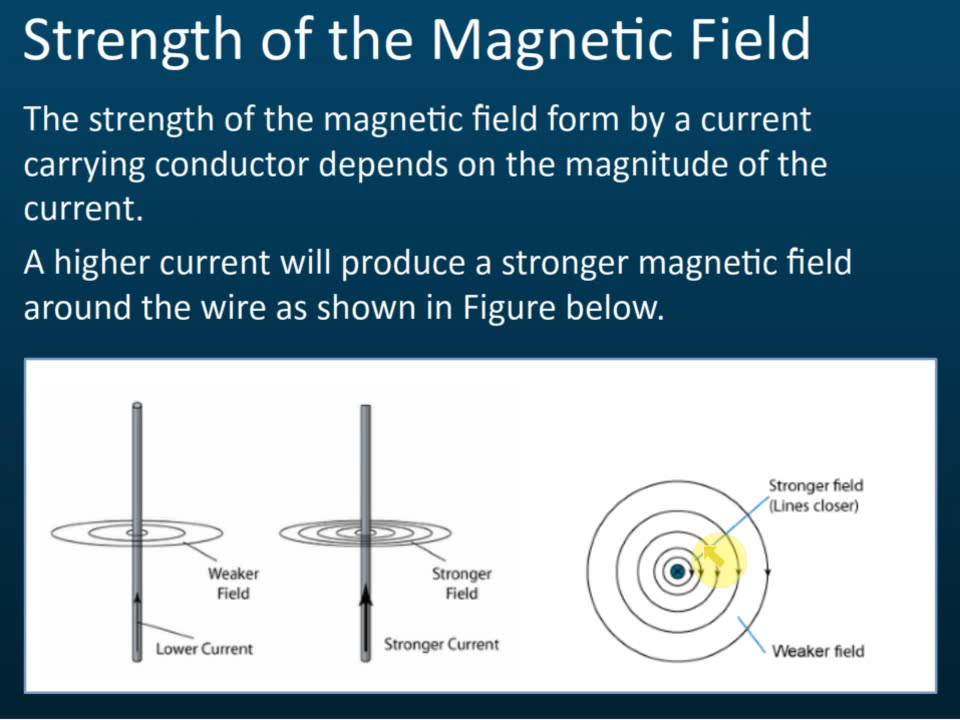 Strength of the Magnetic Field
The strength of the magnetic field form by a current
carrying conductor depends on the magnitude of the
current.
A higher current will produce a stronger magnetic field
around the wire as shown in Figure below.
Weaker
Field
Lower Current
Stronger
Field
Stronger Current
Stronger field
(Lines closer)
Weaker field